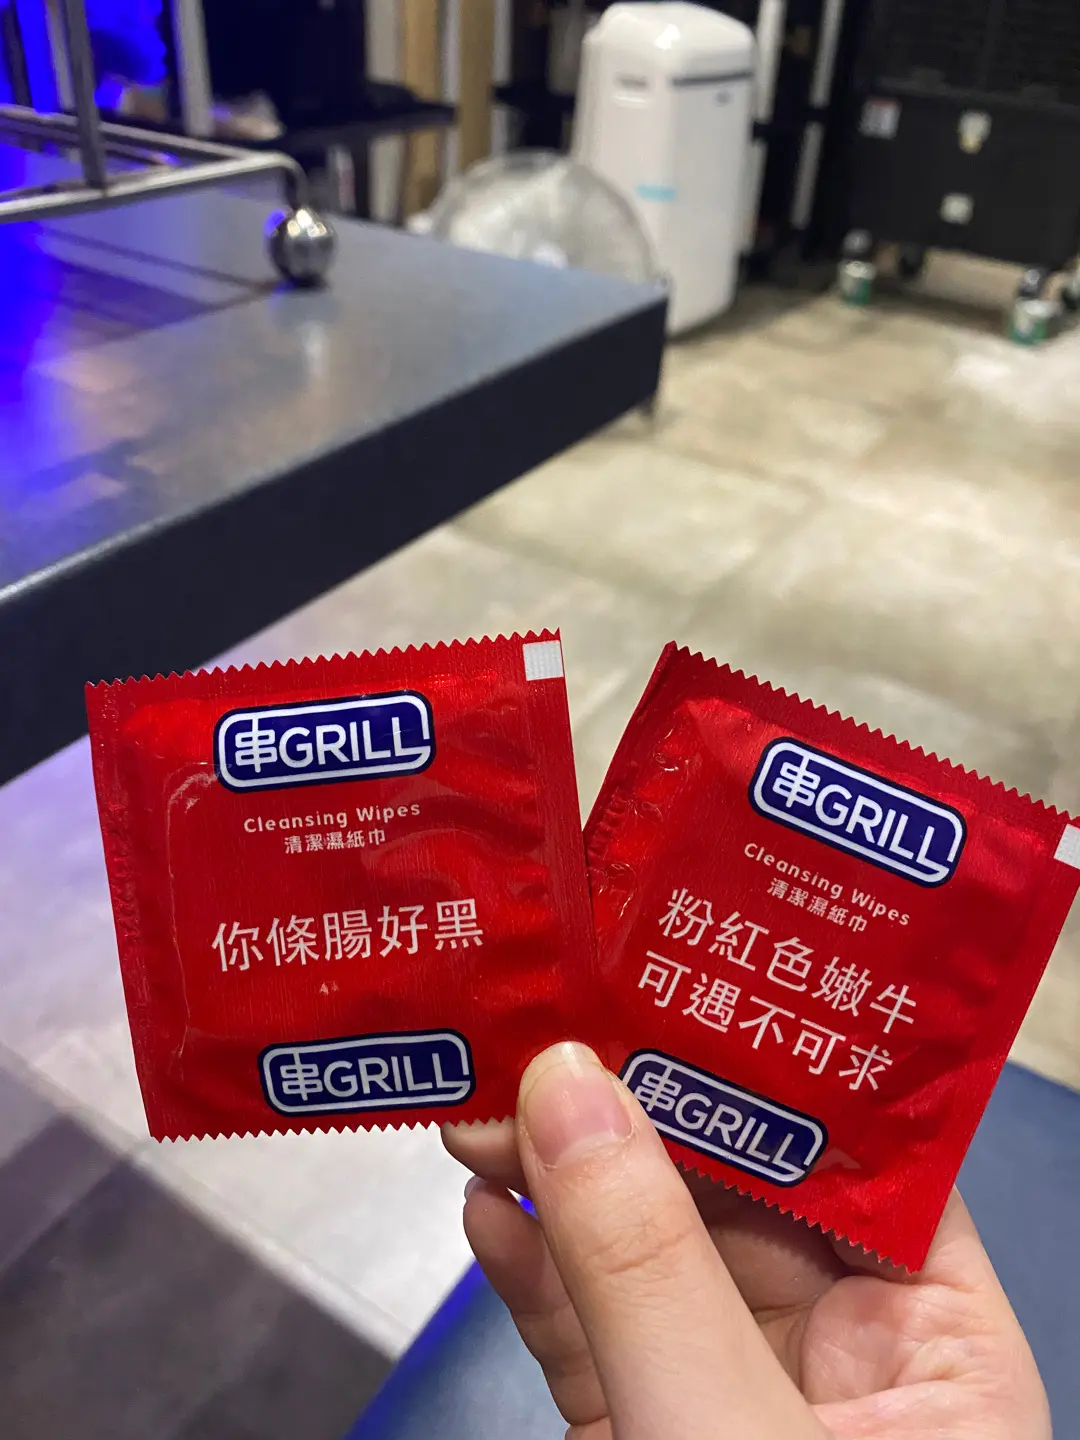 串GRILL
Cleansing Wipes
清潔濕紙巾
你條腸好黑
串GRILL
串GRILL
Cleansing Wipes
清潔濕紙巾
粉紅色嫩牛
可遇不可求
串GRILL